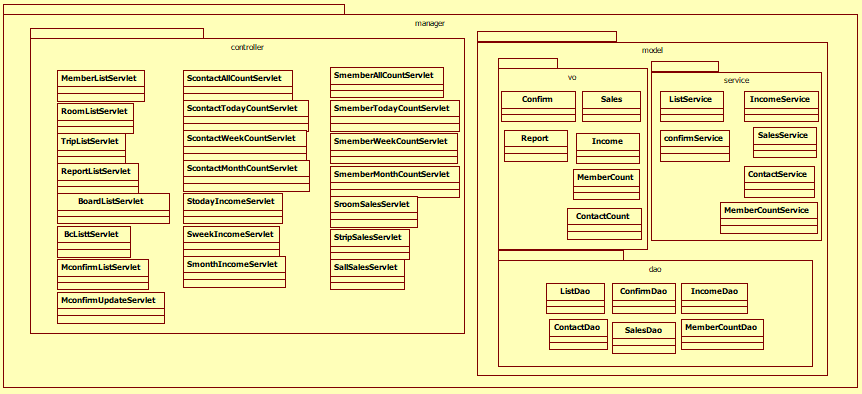 manager
controller
MemberListServlet
RoomListServlet
TripListServlet
ReportListServlet
BoardListServlet
BcListtServlet
MconfirmListServlet
MconfirmUpdateServlet
ScontactAllCountServlet
ScontactTodayCountServlet
ScontactWeekCountServlet
ScontactMonthCountServlet
StodayIncomeServlet
SweekIncomeServlet
SmonthIncomeServlet
SmemberAllCountServlet
SmemberTodayCountServlet
SmemberWeekCountServlet
SmemberMonthCountServlet
SroomSalesServlet
StripSalesServlet
SallSalesServlet
model
vo
Confirm
Sales
Report
Income
MemberCount
ContactCount
service
ListService
IncomeService
confirmService
SalesService
ContactService
MemberCountService
dao
ListDao
ConfirmDao
IncomeDao
ContactDao
SalesDao
MemberCountDao